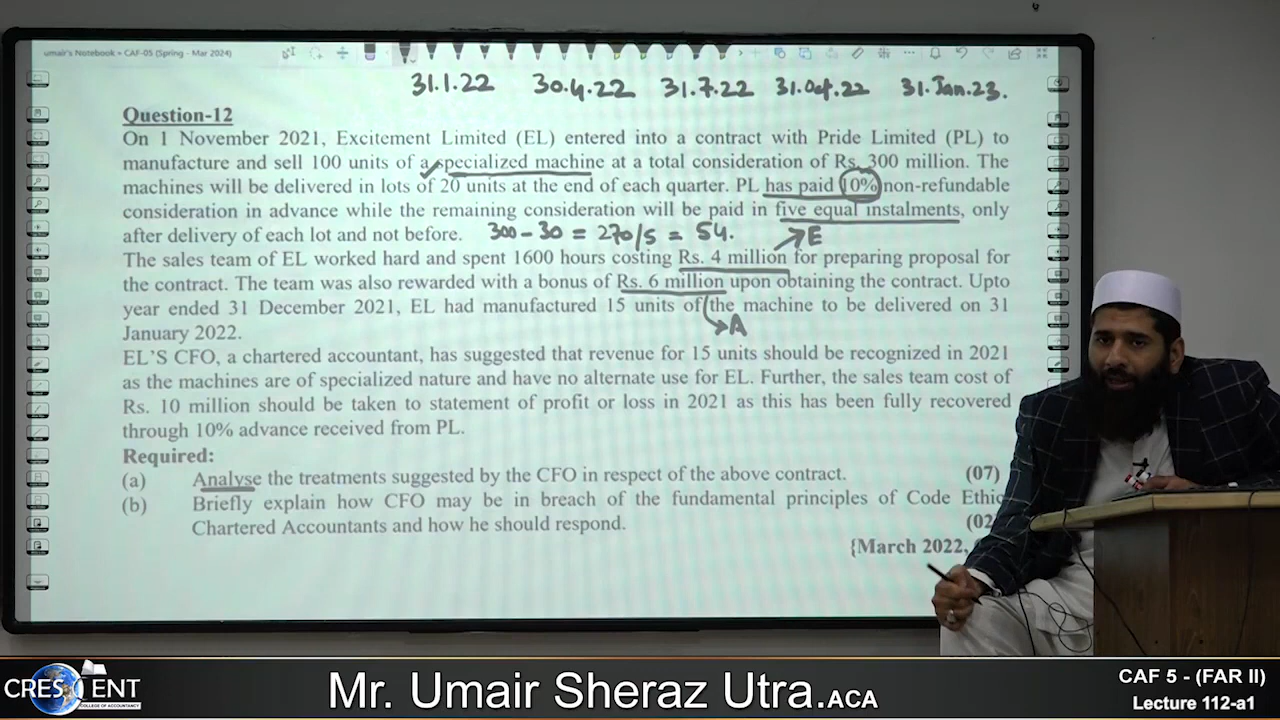 umair's Notebook • CAF-05 (Spring - Mar 2024)
31.1.22 30.4.22 31.7.22 31.Oct.22 31.Jan.23.
Question-12
On 1 November 2021, Excitement Limited (EL) entered into a contract with Pride Limited (PL) to
manufacture and sell 100 units of a specialized machine at a total consideration of Rs. 300 million. The
machines will be delivered in lots of 20 units at the end of each quarter. PL has paid 10% non-refundable
consideration in advance while the remaining consideration will be paid in five equal instalments, only
after delivery of each lot and not before. 300 - 30 = 270/5 = 54. E
The sales team of EL worked hard and spent 1600 hours costing Rs. 4 million for preparing proposal for
the contract. The team was also rewarded with a bonus of Rs. 6 million upon obtaining the contract. Upto
year ended 31 December 2021, EL had manufactured 15 units of the machine to be delivered on 31
January 2022. A
EL'S CFO, a chartered accountant, has suggested that revenue for 15 units should be recognized in 2021
as the machines are of specialized nature and have no alternate use for EL. Further, the sales team cost of
Rs. 10 million should be taken to statement of profit or loss in 2021 as this has been fully recovered
through 10% advance received from PL.
Required:
(a) Analyse the treatments suggested by the CFO in respect of the above contract. (07)
(b) Briefly explain how CFO may be in breach of the fundamental principles of Code Ethic
Chartered Accountants and how he should respond. (02
{March 2022,
CRESCENT
COLLEGE OF ACCOUNTANCY
Mr. Umair Sheraz Utra.ACA
CAF 5 - (FAR II)
Lecture 112-a1